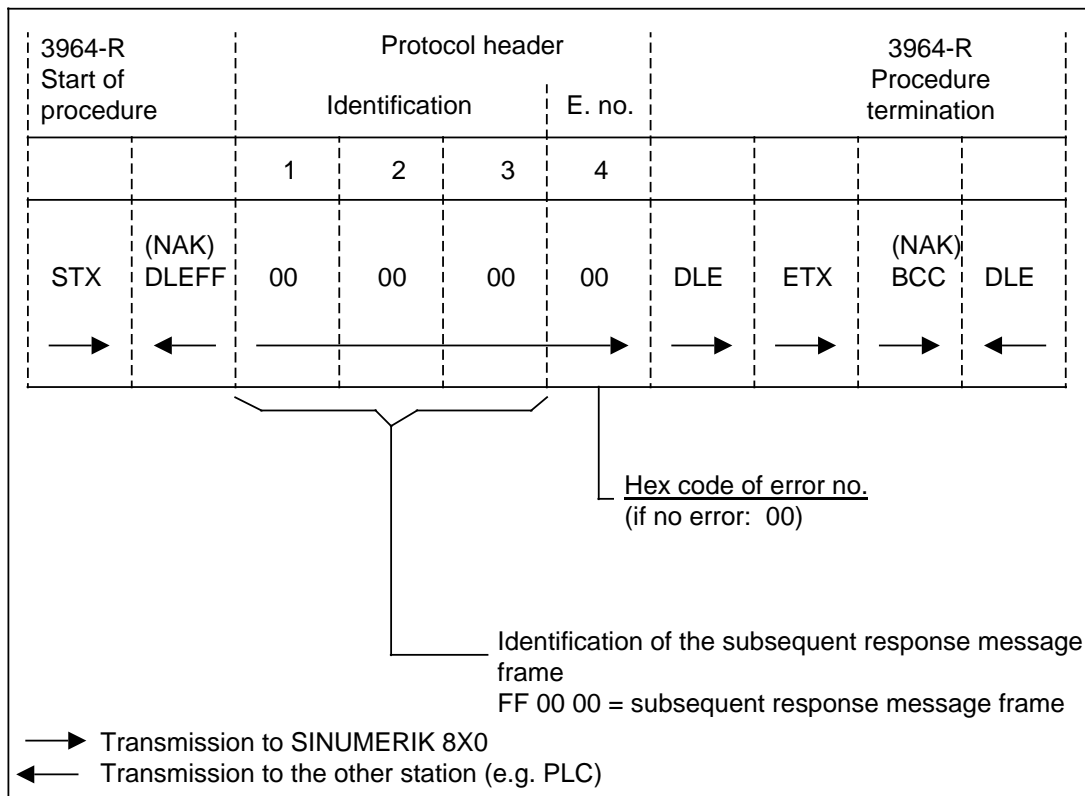 3964-R
Start of
procedure
Protocol header
Identification
E. no.
3964-R
Procedure
termination
1 2 3 4
STX
(NAK)
DLEFF
00 00 00 00
DLE
ETX
(NAK)
BCC
DLE
Hex code of error no.
(if no error: 00)
Identification of the subsequent response message
frame
FF 00 00 = subsequent response message frame
Transmission to SINUMERIK 8X0
Transmission to the other station (e.g. PLC)